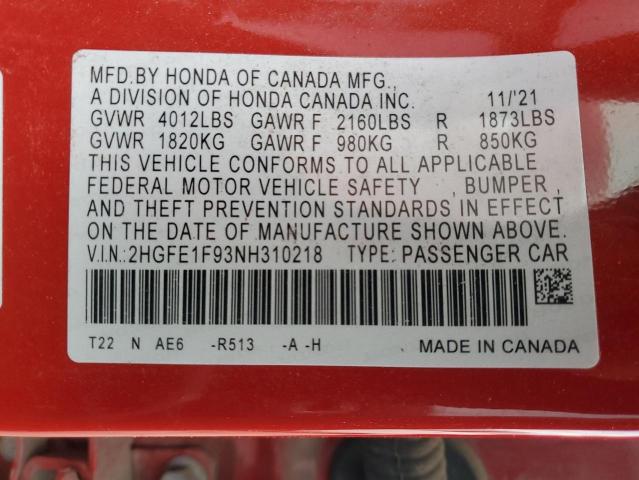 MFD.BY HONDA OF CANADA MFG.,
A DIVISION OF HONDA CANADA INC. 11/'21
GVWR 4012LBS GAWR F 2160LBS R 1873LBS
GVWR 1820KG GAWR F 980KG R 850KG
THIS VEHICLE CONFORMS TO ALL APPLICABLE
FEDERAL MOTOR VEHICLE SAFETY , BUMPER ,
AND THEFT PREVENTION STANDARDS IN EFFECT
ON THE DATE OF MANUFACTURE SHOWN ABOVE.
V.I.N.: 2HGFE1F93NH310218 TYPE: PASSENGER CAR
T22 N AE6 -R513 -A -H MADE IN CANADA